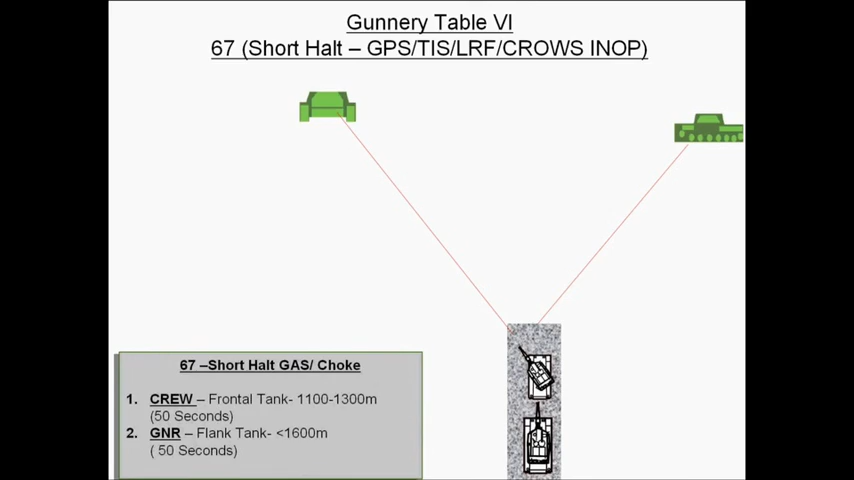 Gunnery Table VI
67 (Short Halt – GPS/TIS/LRF/CROWS INOP)
67 –Short Halt GAS/ Choke
1. CREW – Frontal Tank- 1100-1300m
(50 Seconds)
2. GNR – Flank Tank- <1600m
( 50 Seconds)